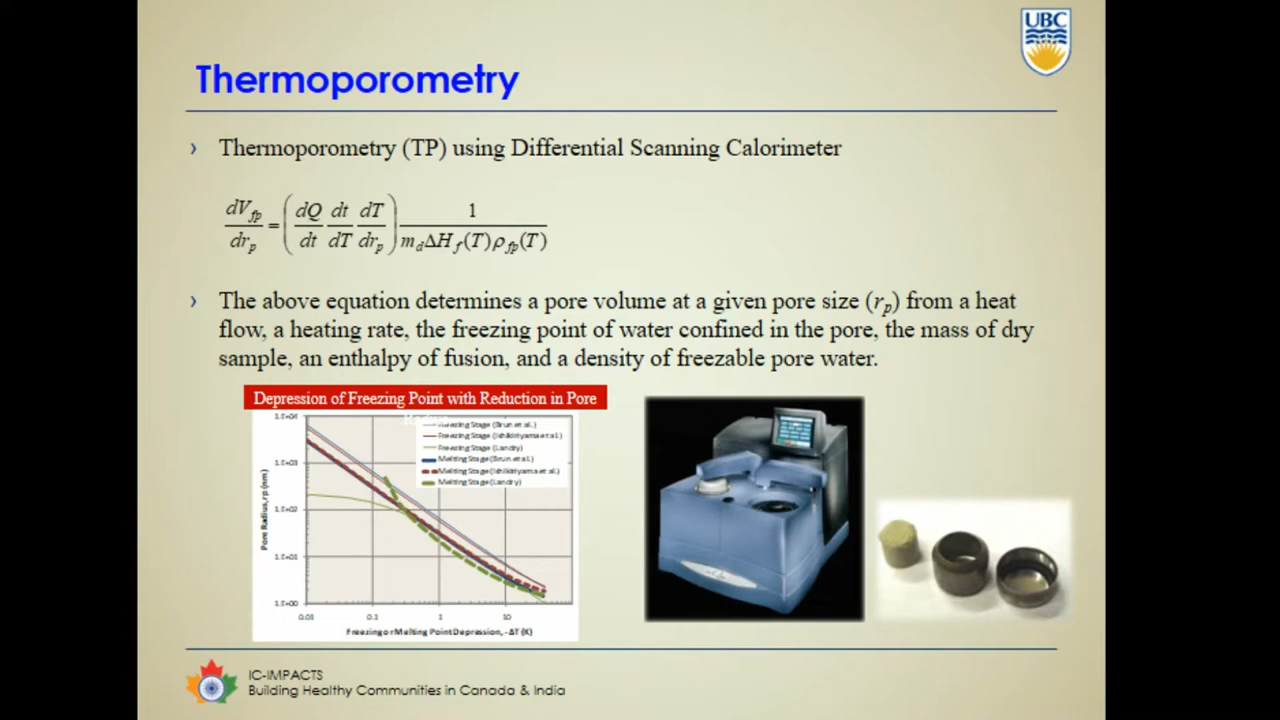 UBC
Thermoporometry
› Thermoporometry (TP) using Differential Scanning Calorimeter
dV_fp/dr_p = (dQ/dt dt/dT dT/dr_p) 1/(m_d ΔH_f(T) ρ_fp(T))
› The above equation determines a pore volume at a given pore size (r_p) from a heat
flow, a heating rate, the freezing point of water confined in the pore, the mass of dry
sample, an enthalpy of fusion, and a density of freezable pore water.
Depression of Freezing Point with Reduction in Pore
Freezing Stage (Brun et al.)
Freezing Stage (Ishikiriyama et al.)
Freezing Stage (Landry)
Melting Stage (Brun et al.)
Melting Stage (Ishikiriyama et al.)
Melting Stage (Landry)
1.E+04
1.E+03
1.E+02
1.E+01
1.E+00
Pore Radius, rp (nm)
0.01 0.1 1 10
Freezing or Melting Point Depression, -ΔT (K)
IC-IMPACTS
Building Healthy Communities in Canada & India